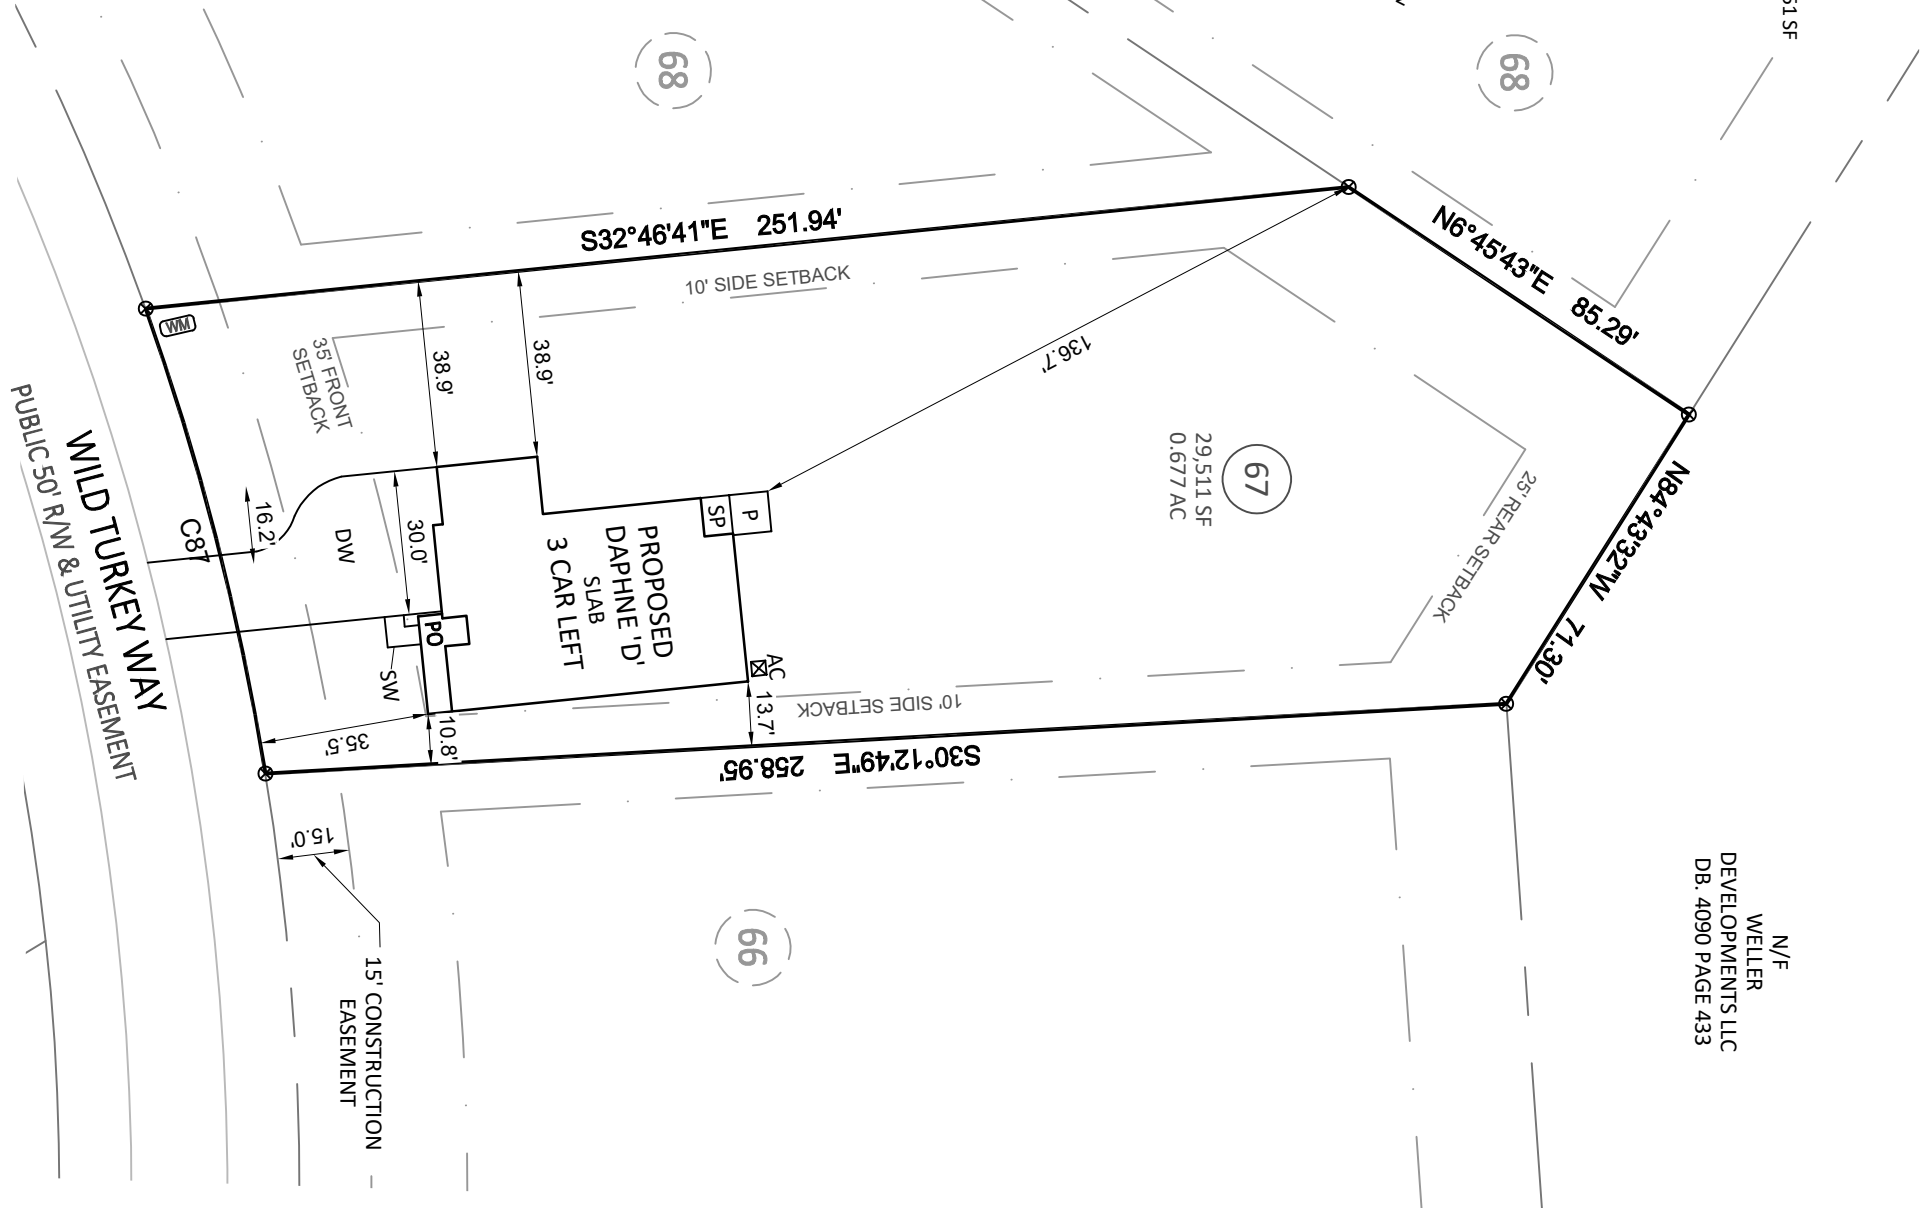 51 SF
68
68
S32°46'41"E 251.94'
N6°45'43"E 85.29'
10' SIDE SETBACK
WM
35' FRONT
SETBACK
38.9'
38.9'
136.7'
67
29,511 SF
0.677 AC
25' REAR SETBACK
N84°43'32"W 71.30'
16.2'
C87
DW
30.0'
SP
P
PROPOSED
DAPHNE 'D'
SLAB
3 CAR LEFT
PO
SW
AC
13.7'
10' SIDE SETBACK
35.5'
10.8'
S30°12'49"E 258.95'
WILD TURKEY WAY
PUBLIC 50' R/W & UTILITY EASEMENT
15.0'
15' CONSTRUCTION
EASEMENT
66
N/F
WELLER
DEVELOPMENTS LLC
DB. 4090 PAGE 433